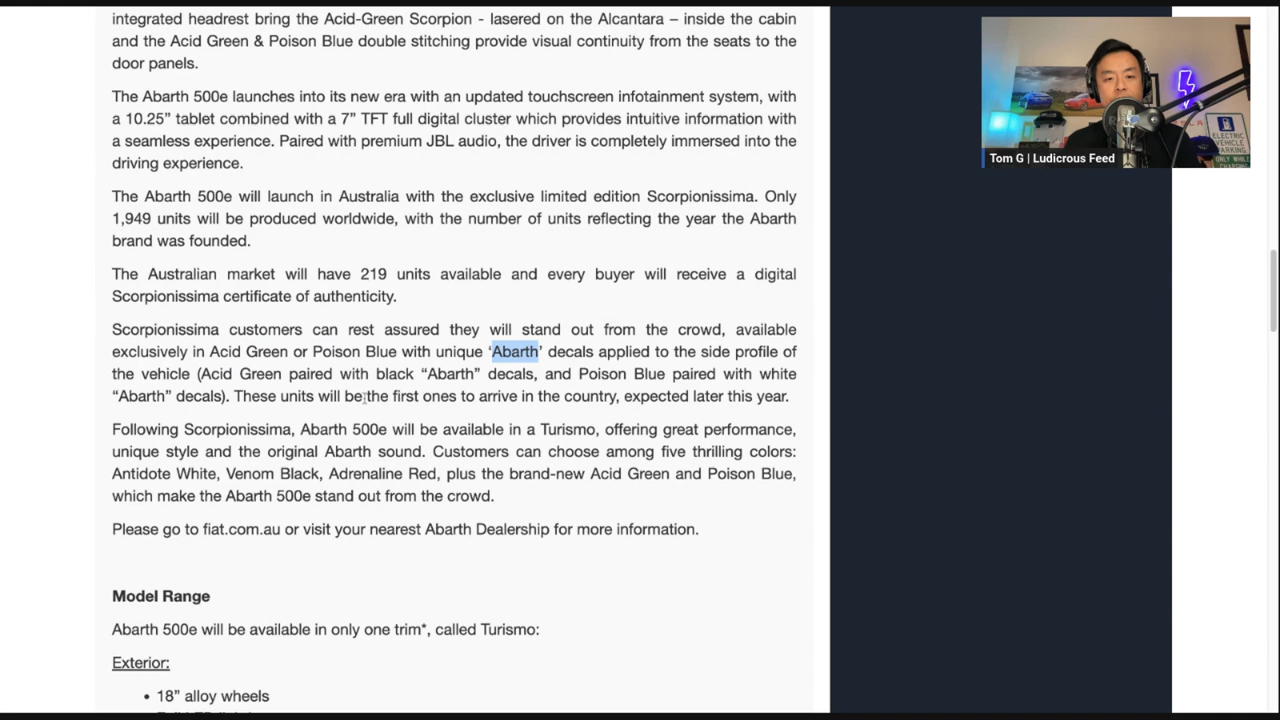 integrated headrest bring the Acid-Green Scorpion - lasered on the Alcantara – inside the cabin
and the Acid Green & Poison Blue double stitching provide visual continuity from the seats to the
door panels.
The Abarth 500e launches into its new era with an updated touchscreen infotainment system, with
a 10.25” tablet combined with a 7” TFT full digital cluster which provides intuitive information with
a seamless experience. Paired with premium JBL audio, the driver is completely immersed into the
driving experience.
The Abarth 500e will launch in Australia with the exclusive limited edition Scorpionissima. Only
1,949 units will be produced worldwide, with the number of units reflecting the year the Abarth
brand was founded.
The Australian market will have 219 units available and every buyer will receive a digital
Scorpionissima certificate of authenticity.
Scorpionissima customers can rest assured they will stand out from the crowd, available
exclusively in Acid Green or Poison Blue with unique ‘Abarth’ decals applied to the side profile of
the vehicle (Acid Green paired with black “Abarth” decals, and Poison Blue paired with white
“Abarth” decals). These units will be the first ones to arrive in the country, expected later this year.
Following Scorpionissima, Abarth 500e will be available in a Turismo, offering great performance,
unique style and the original Abarth sound. Customers can choose among five thrilling colors:
Antidote White, Venom Black, Adrenaline Red, plus the brand-new Acid Green and Poison Blue,
which make the Abarth 500e stand out from the crowd.
Please go to fiat.com.au or visit your nearest Abarth Dealership for more information.
Model Range
Abarth 500e will be available in only one trim*, called Turismo:
Exterior:
• 18” alloy wheels
Tom G | Ludicrous Feed
ELECTRIC
VEHICLE
PARKING
ONLY WHILE
CHARGING